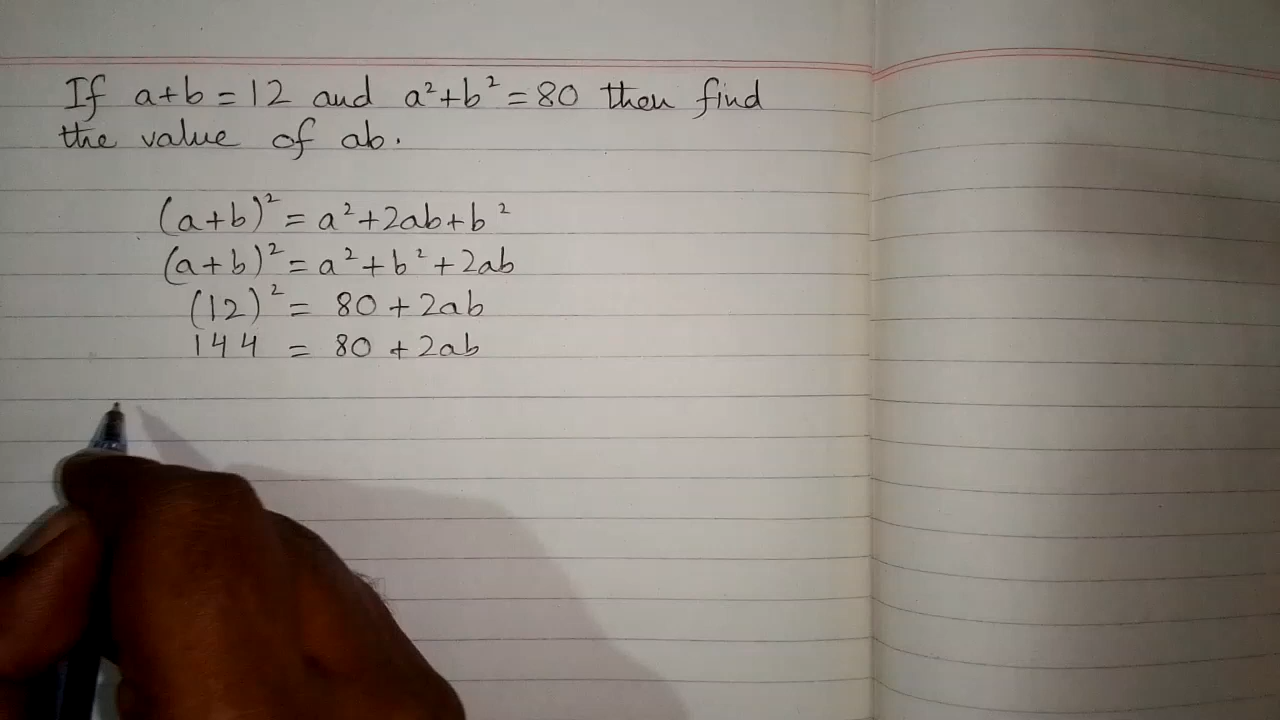 If a+b=12 and a²+b²=80 then find
the value of ab.
(a+b)²=a²+2ab+b²
(a+b)²=a²+b²+2ab
(12)²= 80+2ab
144 = 80+2ab